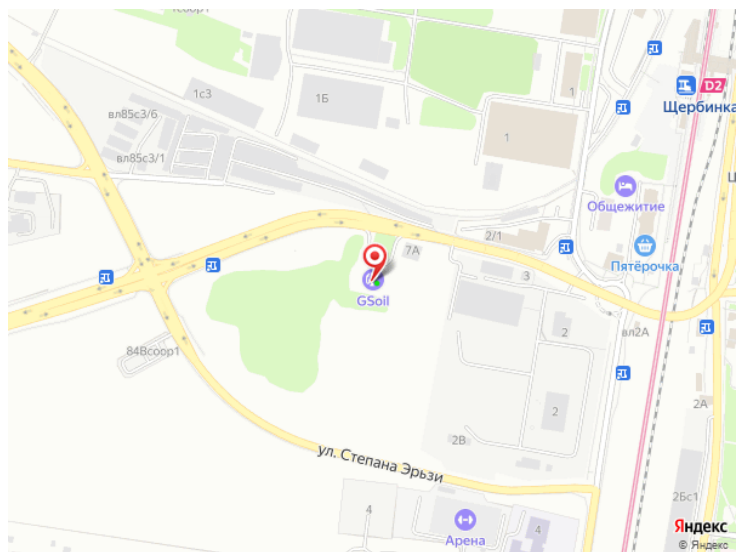 1с3
1Б
1
1
вл85с3/6
вл85с3/1
D2
Щербинка
Общежитие
Пятёрочка
2/1
7А
3
GSoil
2
вл2А
84Всоор1
2
2А
2В
ул. Степана Эрьзи
2Бс1
4
4
Арена
Яндекс
© Яндекс